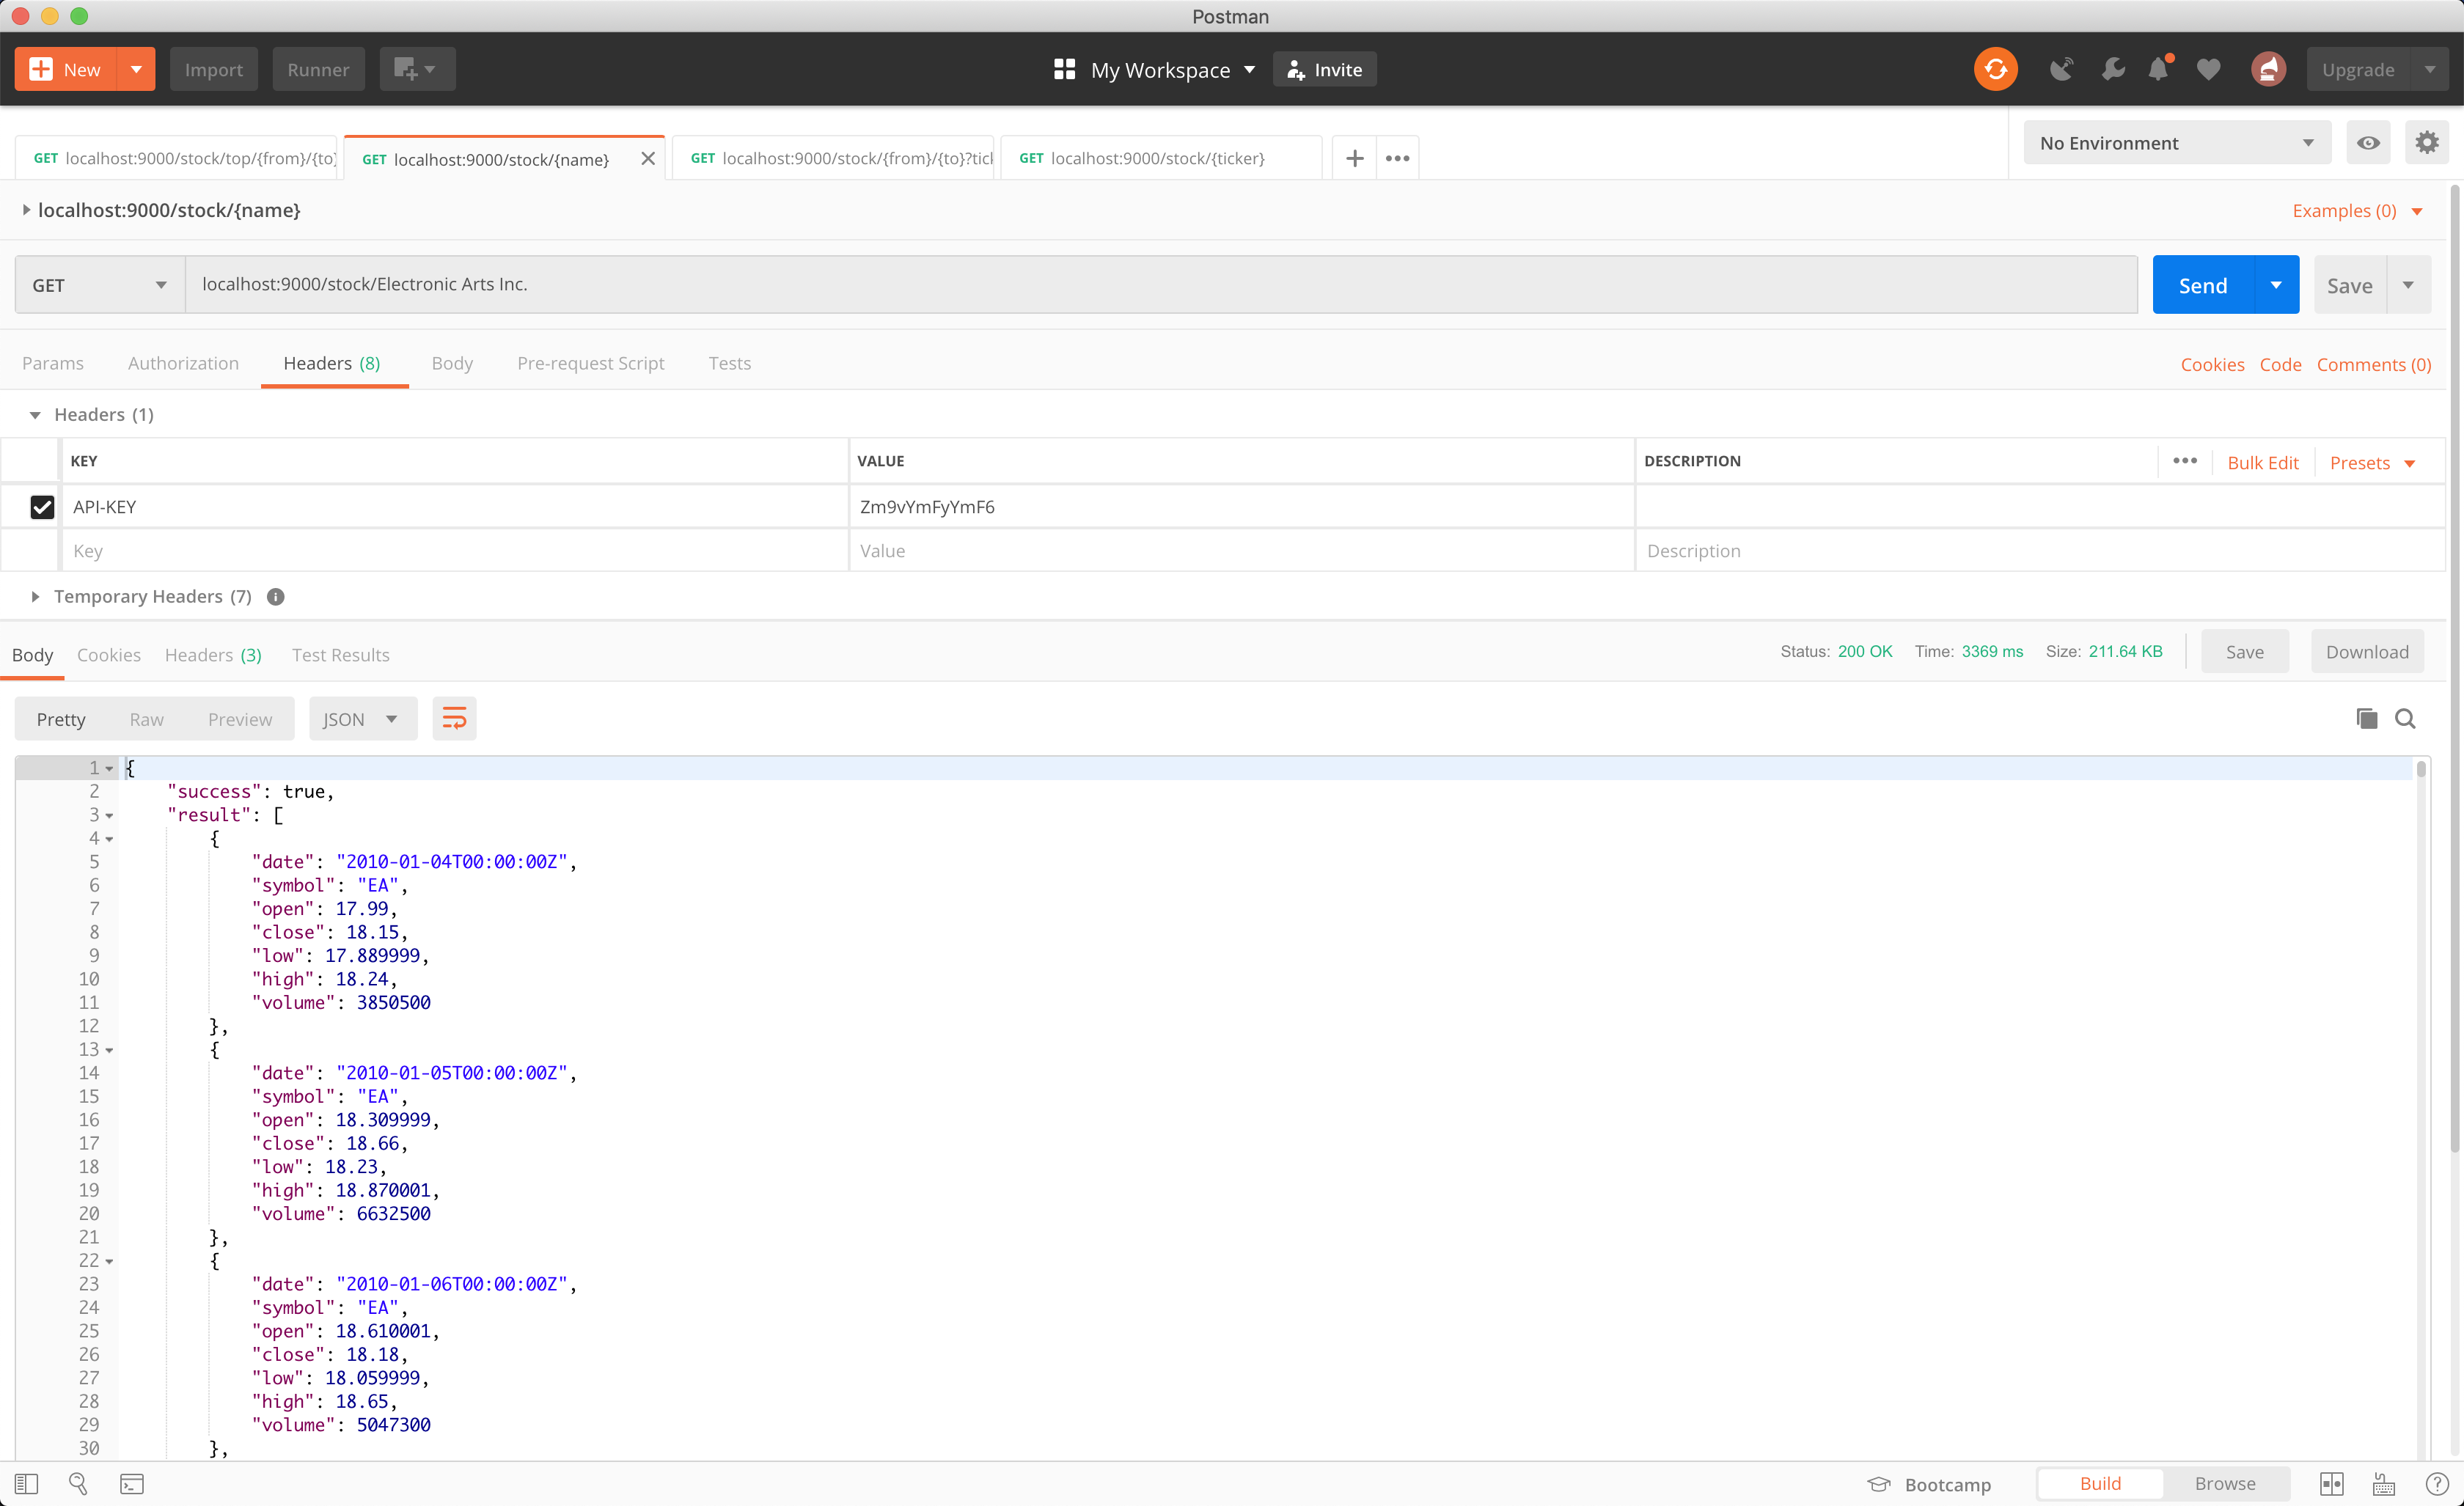 Postman
New Import Runner My Workspace Invite Upgrade
GET localhost:9000/stock/top/{from}/{to} GET localhost:9000/stock/{name} GET localhost:9000/stock/{from}/{to}?tick GET localhost:9000/stock/{ticker} No Environment
localhost:9000/stock/{name} Examples (0)
GET localhost:9000/stock/Electronic Arts Inc. Send Save
Params Authorization Headers (8) Body Pre-request Script Tests Cookies Code Comments (0)
Headers (1)
KEY VALUE DESCRIPTION Bulk Edit Presets
API-KEY Zm9vYmFyYmF6
Key Value Description
Temporary Headers (7)
Body Cookies Headers (3) Test Results Status: 200 OK Time: 3369 ms Size: 211.64 KB Save Download
Pretty Raw Preview JSON
1 {
2 "success": true,
3 "result": [
4 {
5 "date": "2010-01-04T00:00:00Z",
6 "symbol": "EA",
7 "open": 17.99,
8 "close": 18.15,
9 "low": 17.889999,
10 "high": 18.24,
11 "volume": 3850500
12 },
13 {
14 "date": "2010-01-05T00:00:00Z",
15 "symbol": "EA",
16 "open": 18.309999,
17 "close": 18.66,
18 "low": 18.23,
19 "high": 18.870001,
20 "volume": 6632500
21 },
22 {
23 "date": "2010-01-06T00:00:00Z",
24 "symbol": "EA",
25 "open": 18.610001,
26 "close": 18.18,
27 "low": 18.059999,
28 "high": 18.65,
29 "volume": 5047300
30 },
Bootcamp Build Browse